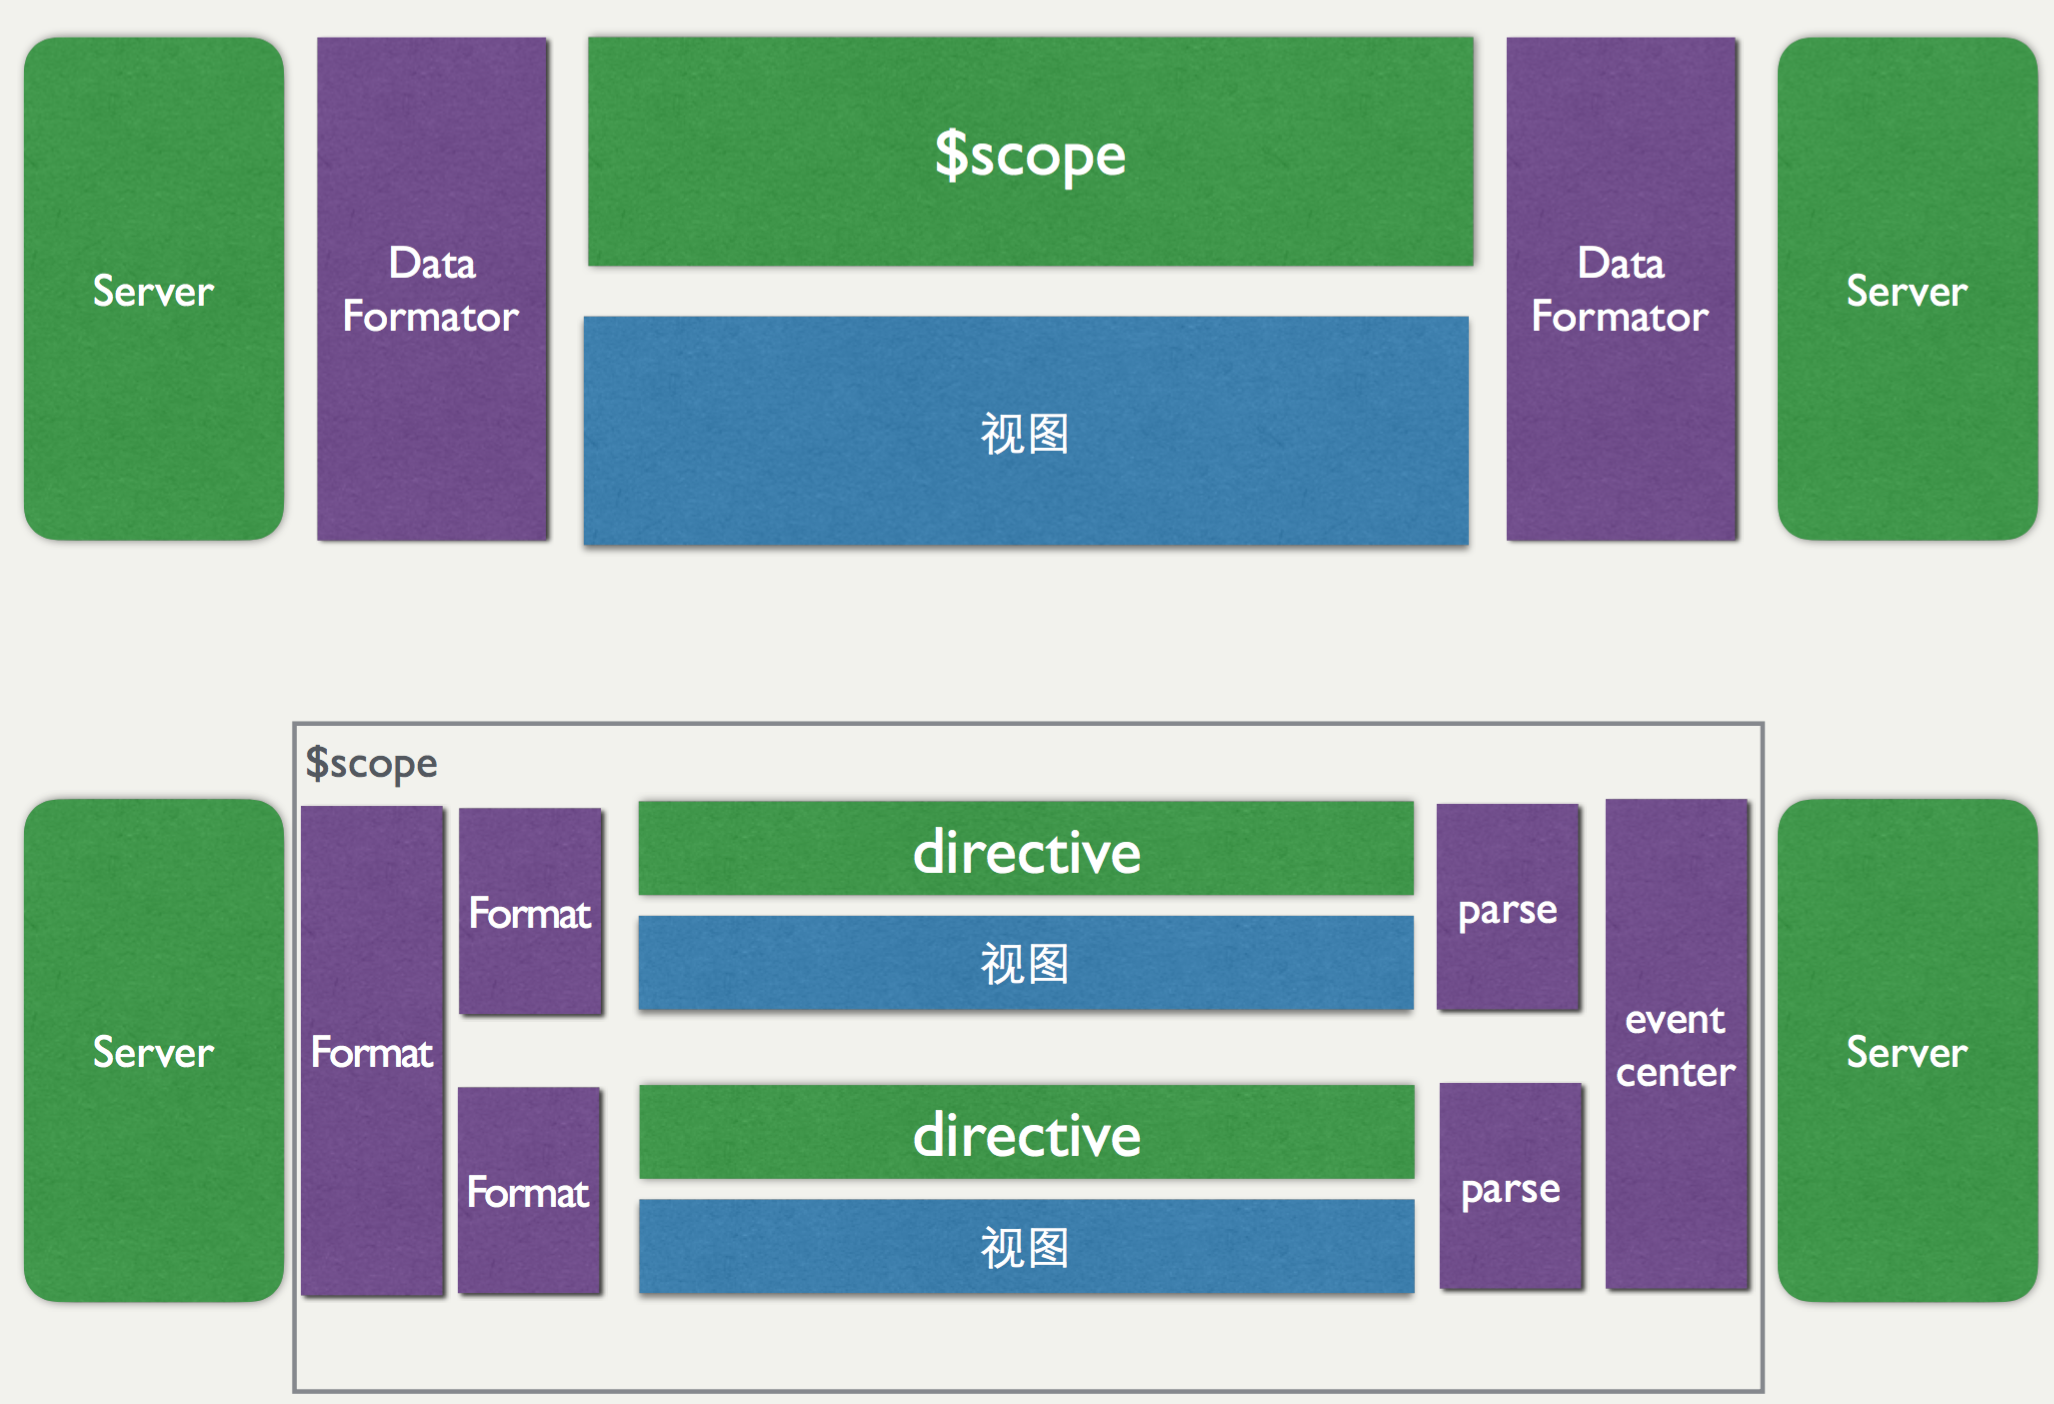 Server
Data
Formator
$scope
视图
Data
Formator
Server
$scope
Server
Format
Format
directive
视图
parse
Format
directive
视图
parse
event
center
Server